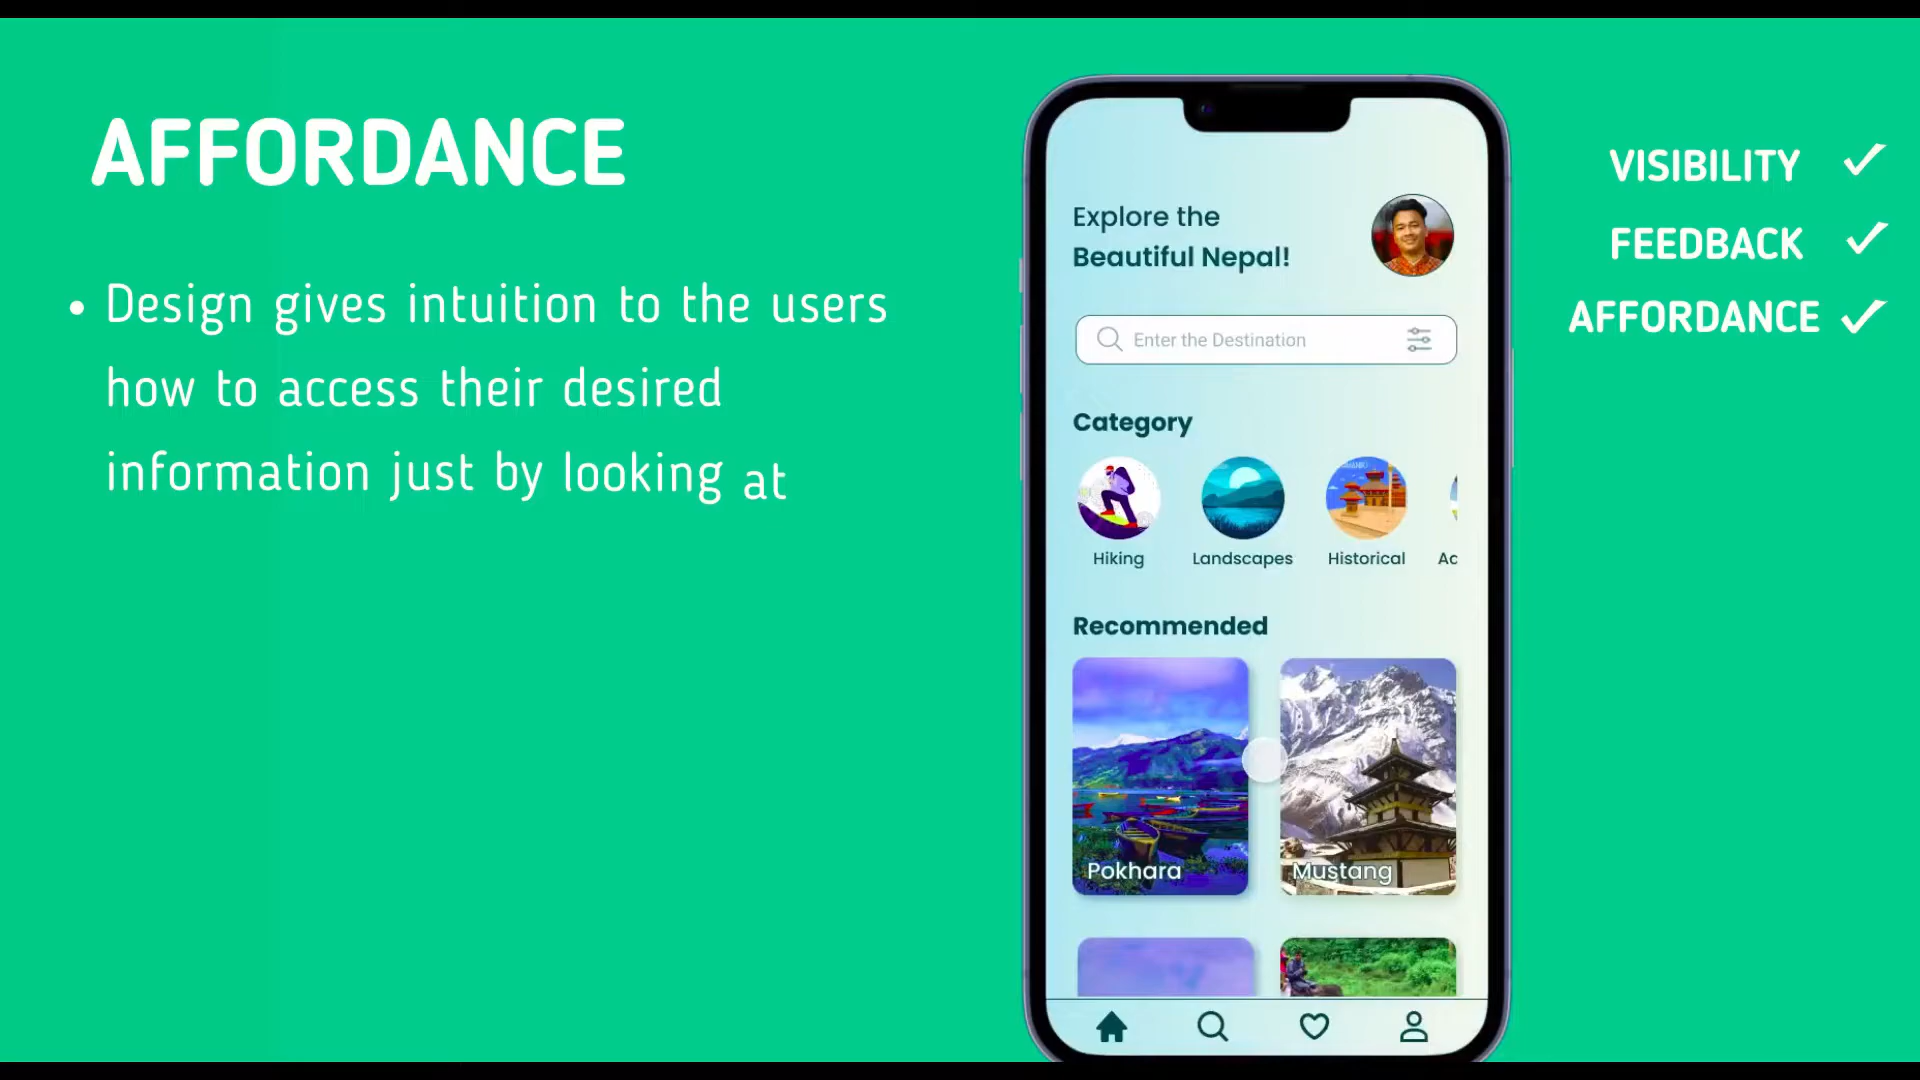 AFFORDANCE
• Design gives intuition to the users
how to access their desired
information just by looking at
Explore the
Beautiful Nepal!
Enter the Destination
Category
Hiking
Landscapes
Historical
Ac
Recommended
Pokhara
Mustang
VISIBILITY
FEEDBACK
AFFORDANCE